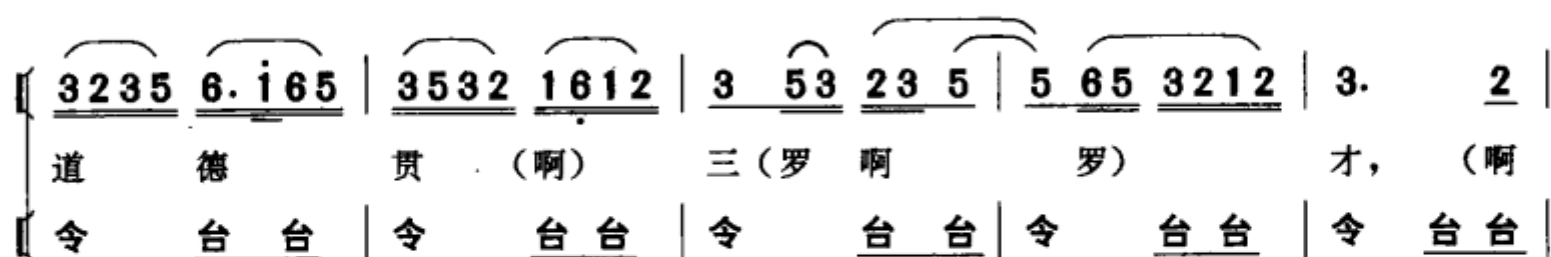 3235 6·i65 | 3532 1612 | 3 53 23 5 | 5 65 3212 | 3. 2 |
道 德 贯 (啊) 三(罗 啊 罗) 才, (啊
令 台 台 | 令 台 台 | 令 台 台 | 令 台 台 | 令 台 台 |